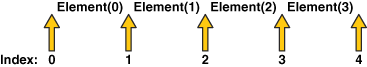 Element(0) Element(1) Element(2) Element(3)
Index: 0 1 2 3 4